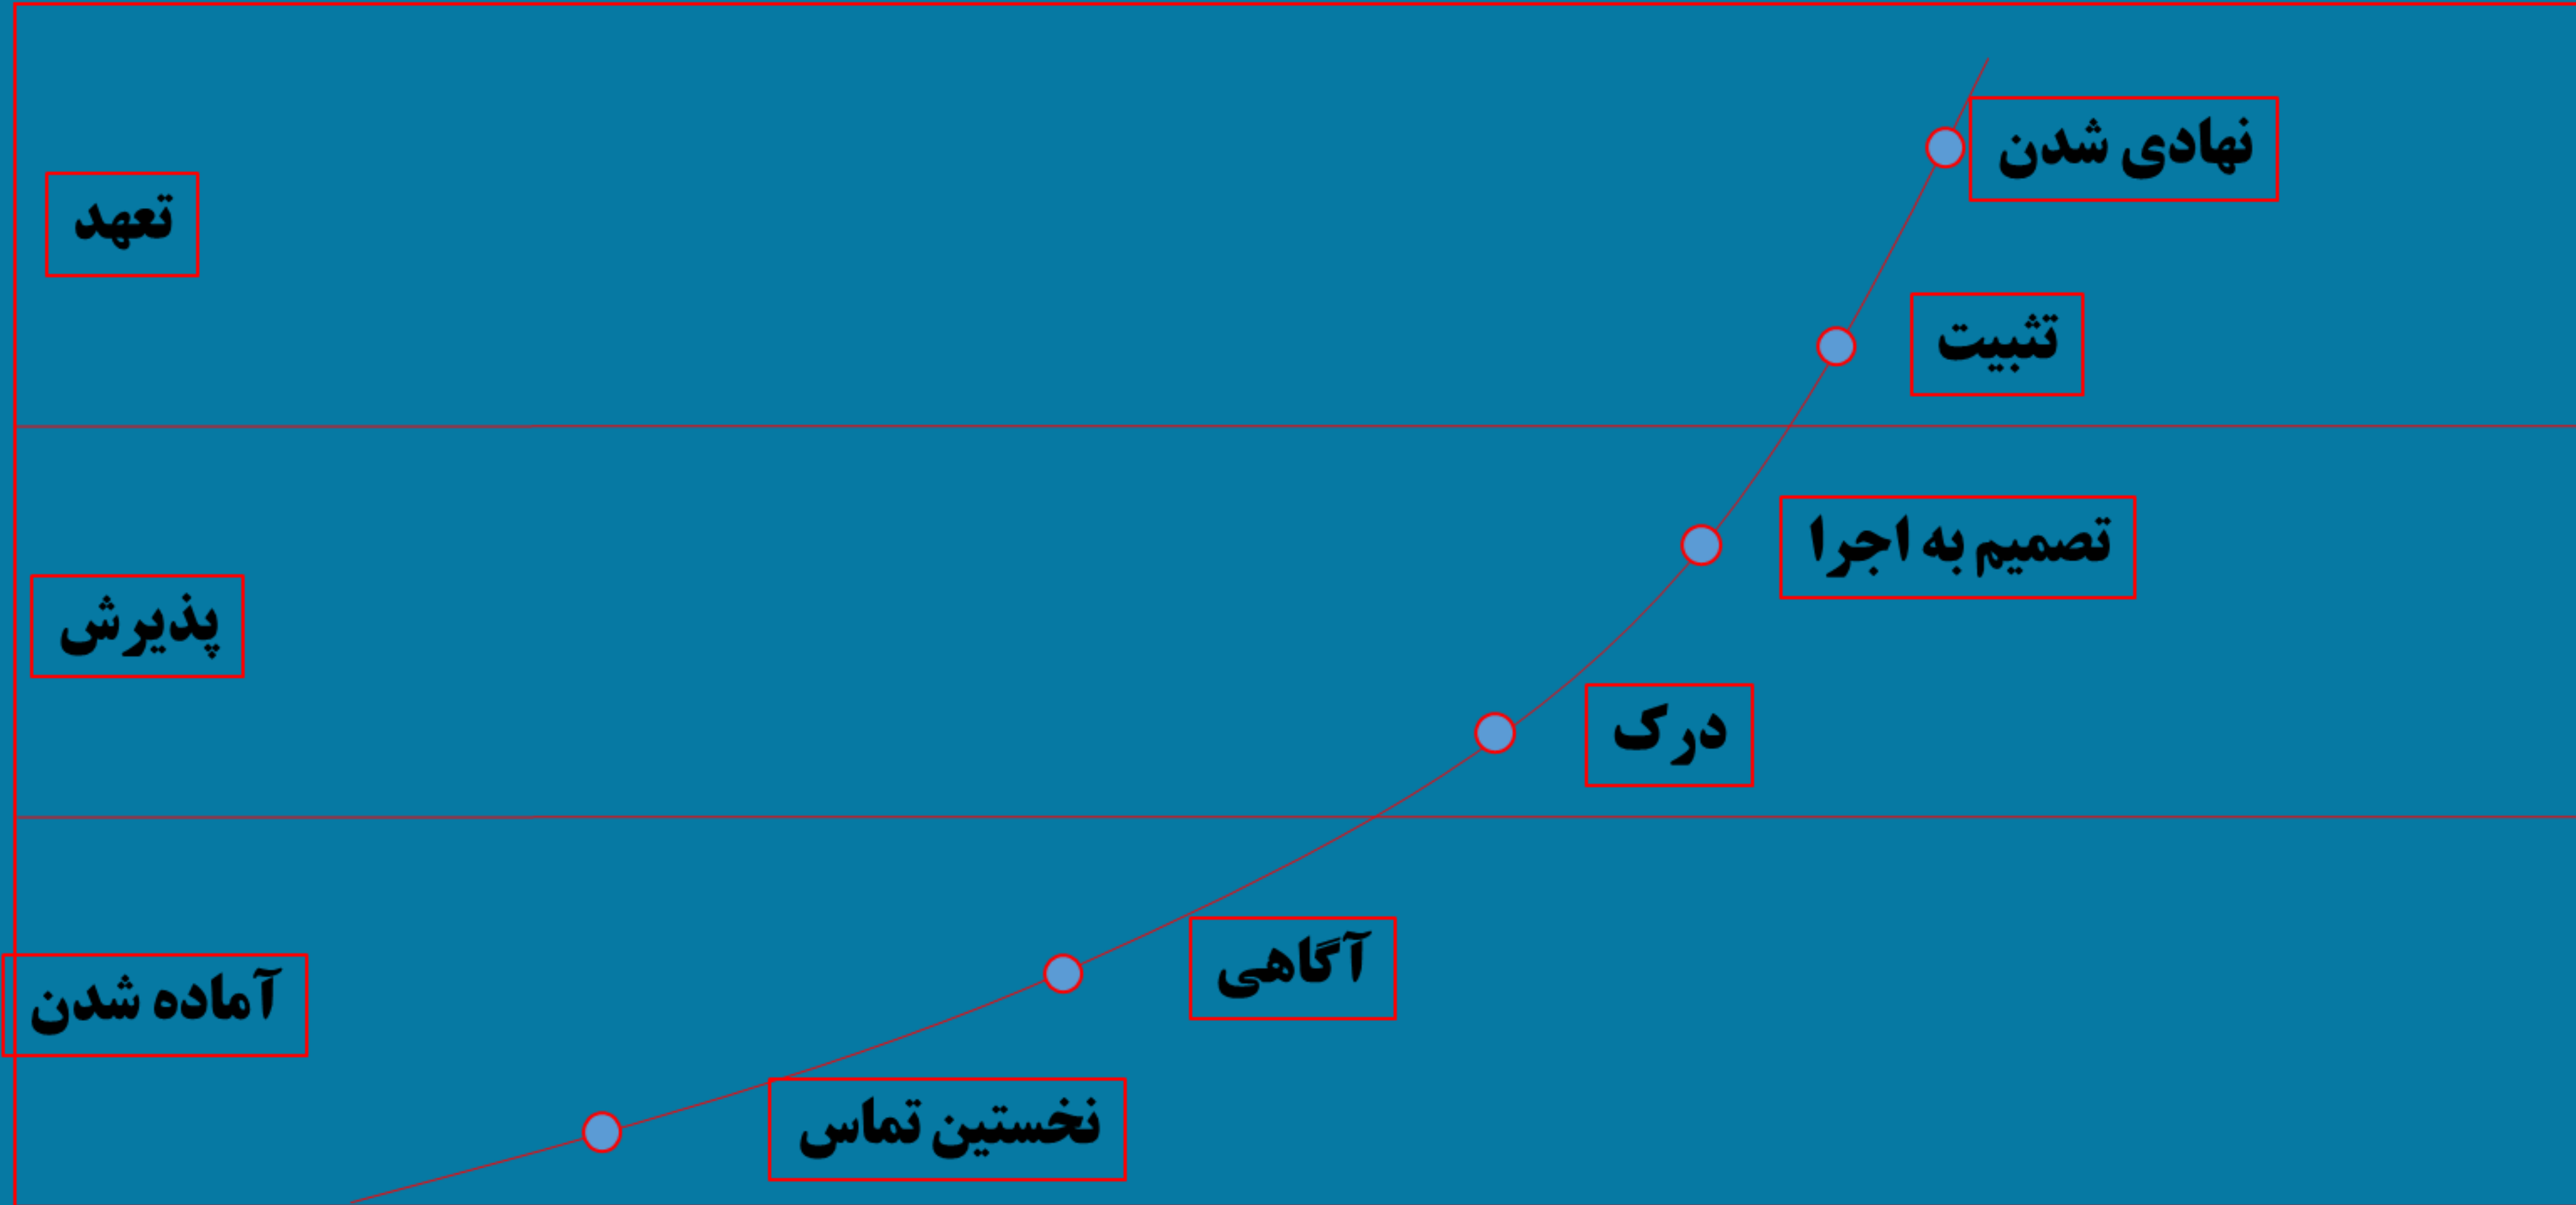 نهادی شدن
تعهد
تثبیت
تصمیم به اجرا
پذیرش
درک
آگاهی
آماده شدن
نخستین تماس